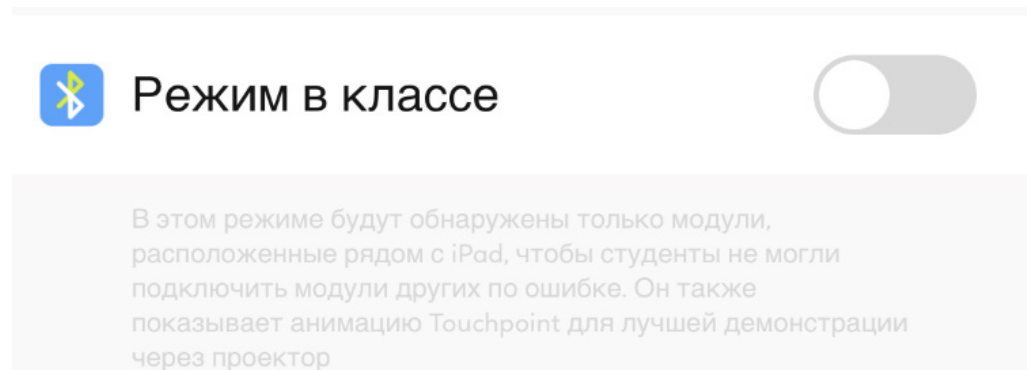 Режим в классе
В этом режиме будут обнаружены только модули,
расположенные рядом с iPad, чтобы студенты не могли
подключить модули других по ошибке. Он также
показывает анимацию Touchpoint для лучшей демонстрации
через проектор